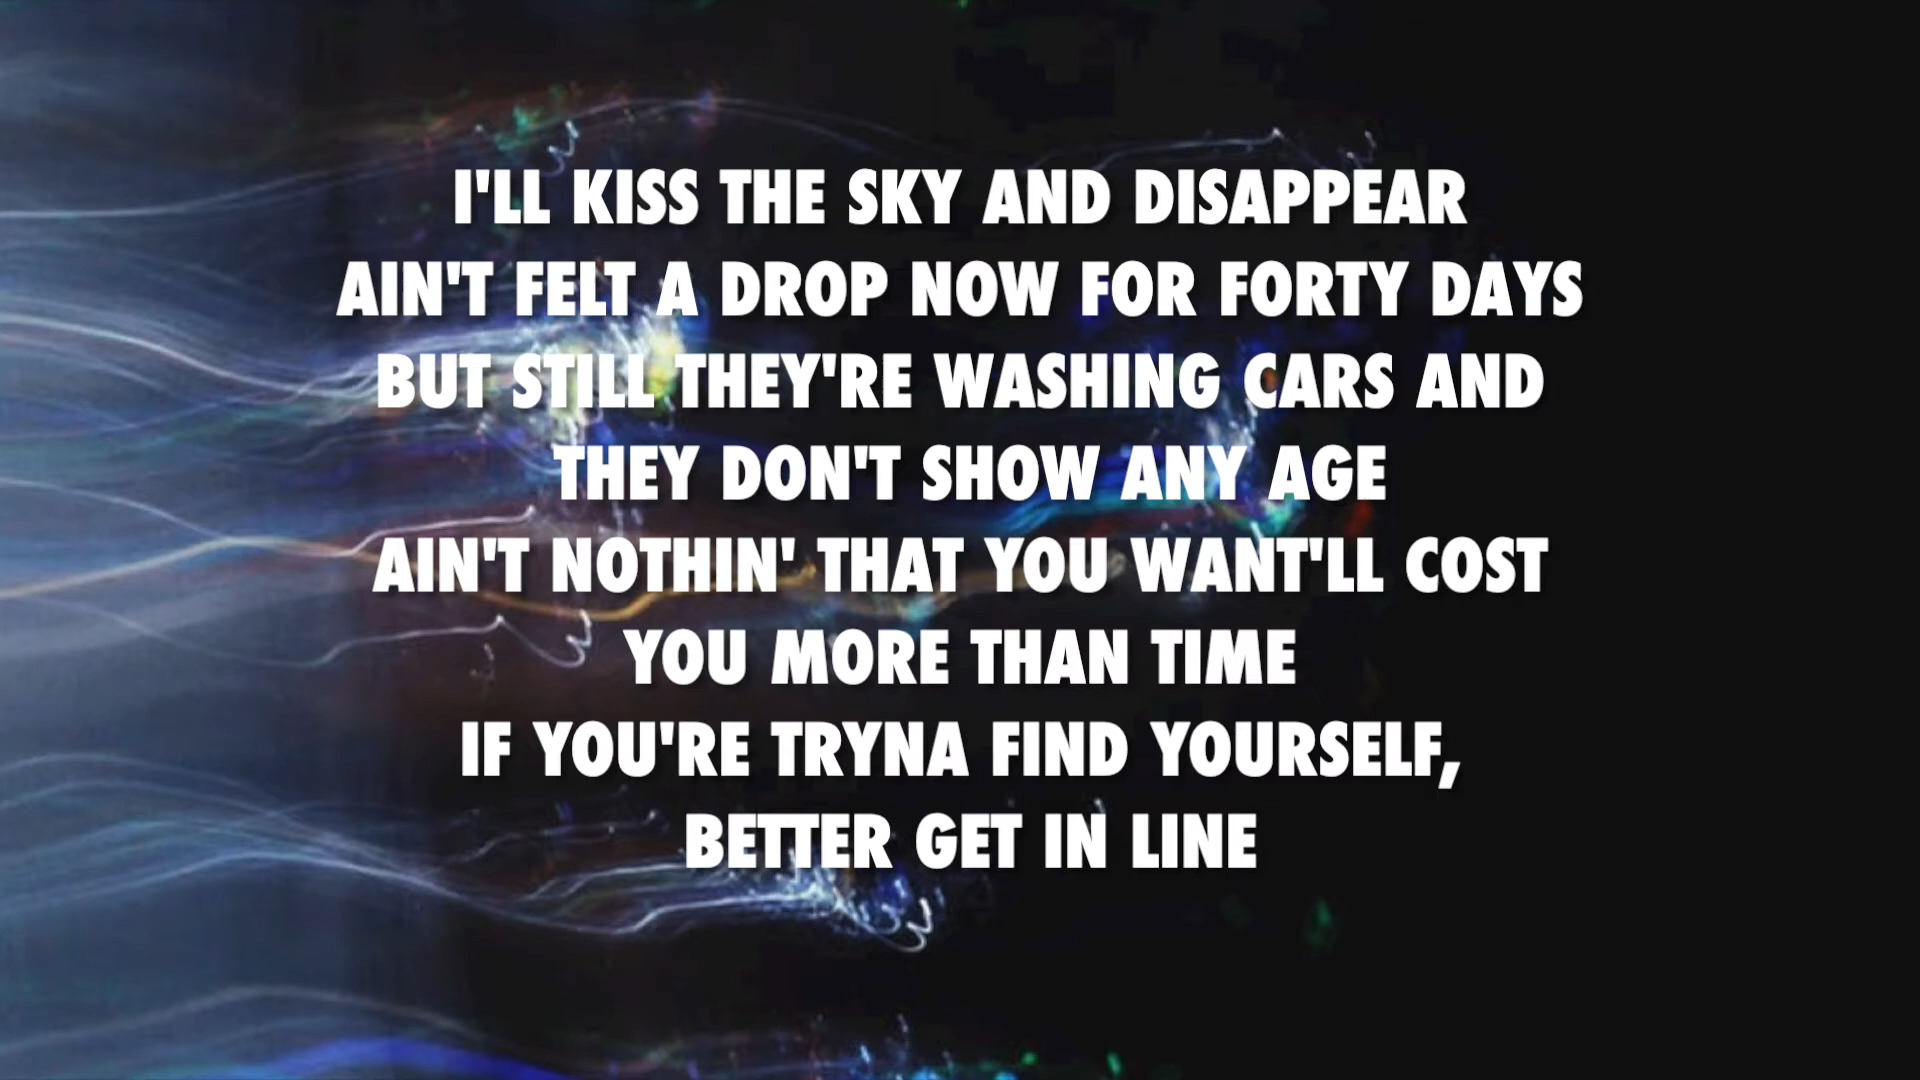 I'LL KISS THE SKY AND DISAPPEAR
AIN'T FELT A DROP NOW FOR FORTY DAYS
BUT STILL THEY'RE WASHING CARS AND
THEY DON'T SHOW ANY AGE
AIN'T NOTHIN' THAT YOU WANT'LL COST
YOU MORE THAN TIME
IF YOU'RE TRYNA FIND YOURSELF,
BETTER GET IN LINE